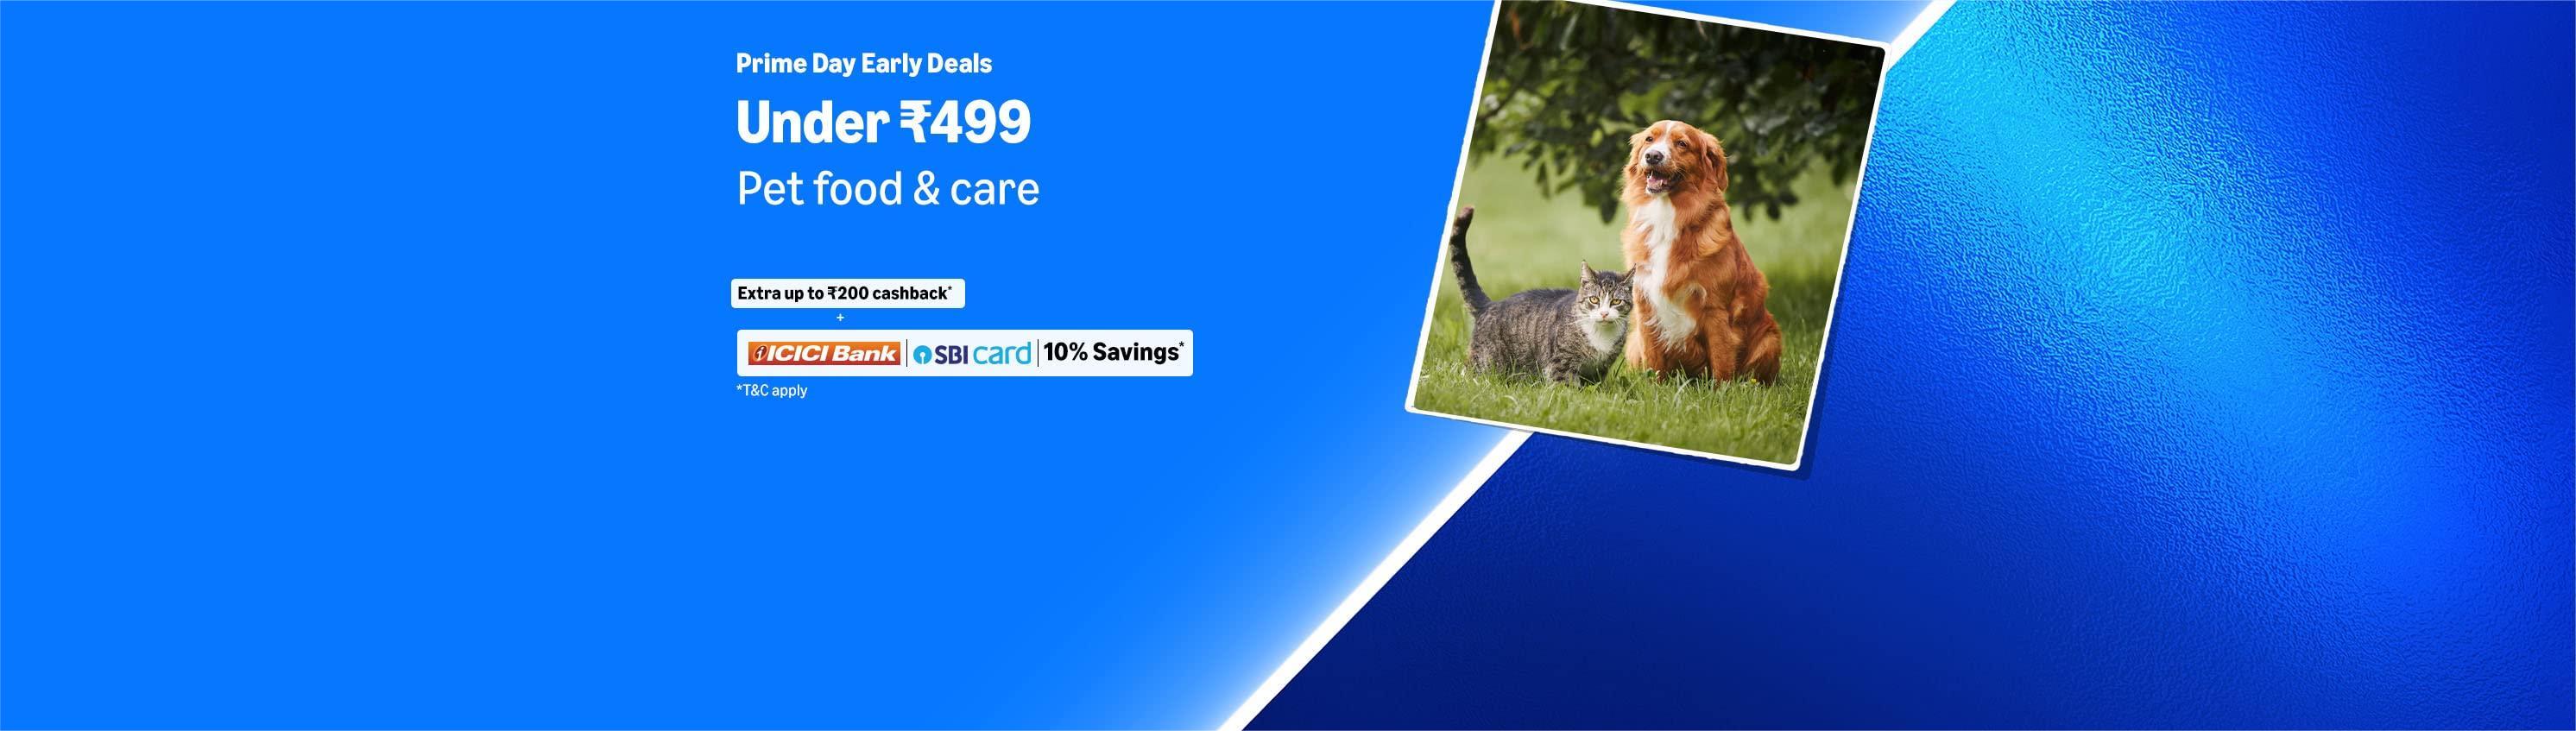 Prime Day Early Deals
Under ₹499
Pet food & care
Extra up to ₹200 cashback*
+
ICICI Bank | SBI card | 10% Savings*
*T&C apply